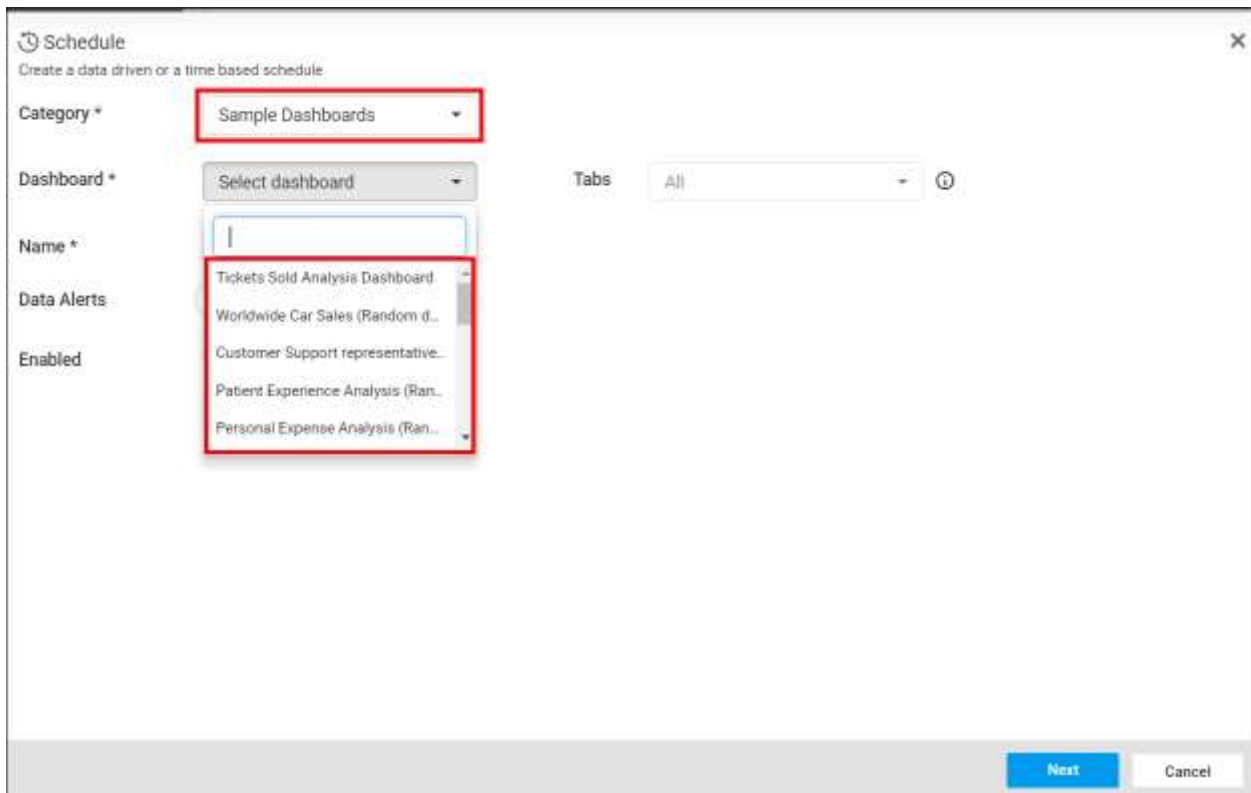 Schedule
Create a data driven or a time based schedule
Category *
Sample Dashboards
Dashboard *
Select dashboard
Tabs
All
Name *
Tickets Sold Analysis Dashboard
Worldwide Car Sales (Random d...
Data Alerts
Customer Support representative...
Enabled
Patient Experience Analysis (Ran...
Personal Expense Analysis (Ran...
Next
Cancel